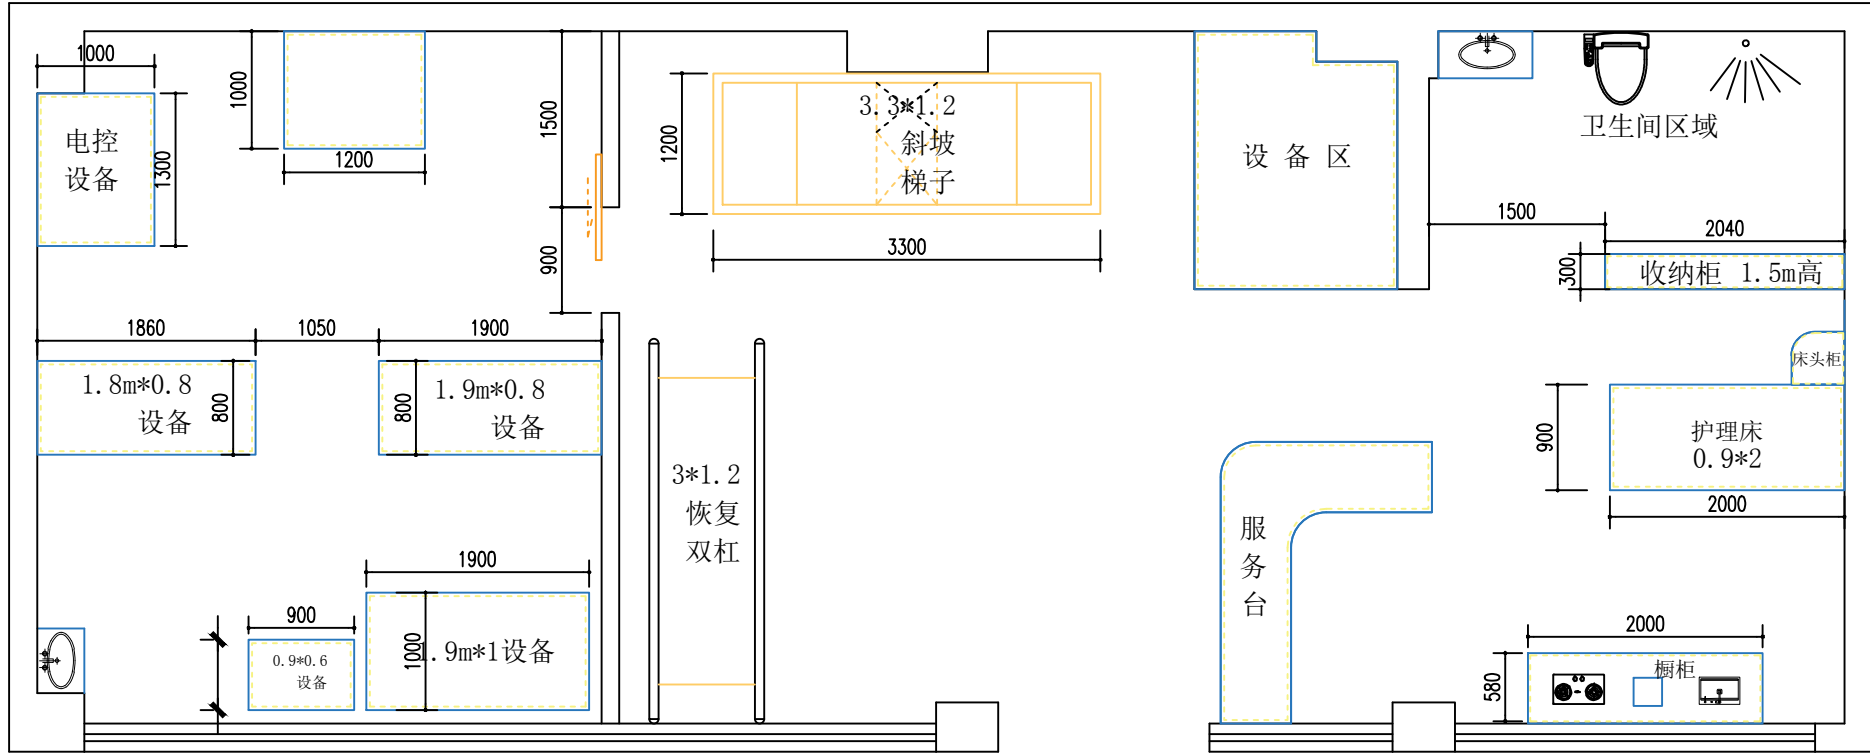 1000
1000
1500
1200
3.3*1.2
斜坡
梯子
电控
设备
1300
1200
设 备 区
卫生间区域
1500
2040
900
3300
300
收纳柜 1.5m高
1860
1050
1900
床头柜
1.8m*0.8
设备
800
800
1.9m*0.8
设备
900
护理床
0.9*2
2000
3*1.2
恢复
双杠
服
务
台
1900
900
1000
1.9m*1设备
0.9*0.6
设备
2000
580
橱柜